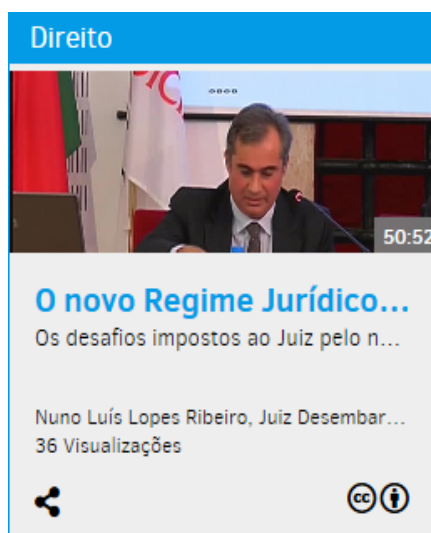 Direito
50:52
O novo Regime Jurídico...
Os desafios impostos ao Juiz pelo n...
Nuno Luís Lopes Ribeiro, Juiz Desembar...
36 Visualizações
cc